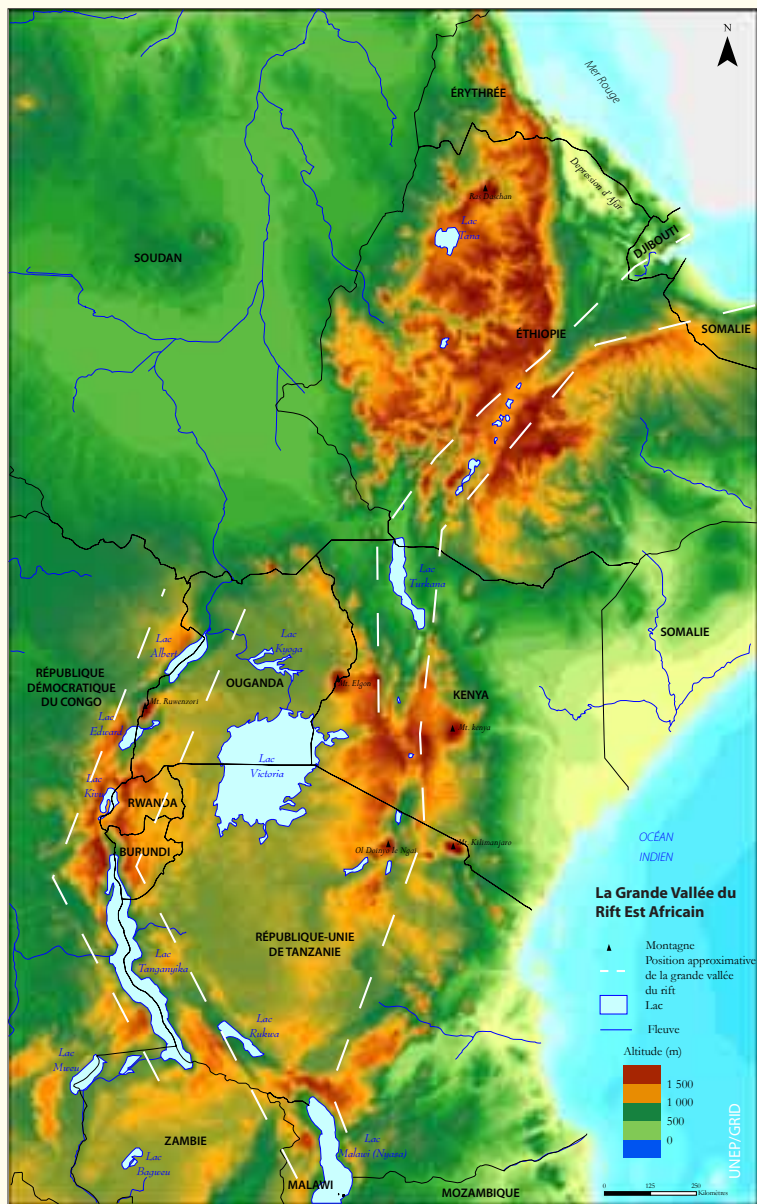 N
Mer Rouge
ÉRYTHRÉE
Dépression d' Afar
Ras Daschan
Lac
Tana
SOUDAN
DJIBOUTI
ÉTHIOPIE
SOMALIE
Lac
Turkana
SOMALIE
Lac
Kyoga
Lac
Albert
RÉPUBLIQUE
DÉMOCRATIQUE
DU CONGO
OUGANDA
Mt. Elgon
KENYA
Mt. Ruwenzori
Lac
Edward
Mt. kenya
Lac
Victoria
Lac
Kivu
RWANDA
BURUNDI
Ol Donyo le Ngai
Mt. Kilimanjaro
OCÉAN
INDIEN
RÉPUBLIQUE-UNIE
DE TANZANIE
Lac
Tanganyika
Lac
Rukwa
Lac
Mweu
ZAMBIE
Lac
Bagweu
MALAWI
Lac
Malawi (Nyasa)
MOZAMBIQUE
La Grande Vallée du
Rift Est Africain
Montagne
Position approximative
de la grande vallée
du rift
Lac
Fleuve
Altitude (m)
1 500
1 000
500
0
0 125 250
Kilomètres
UNEP/GRID